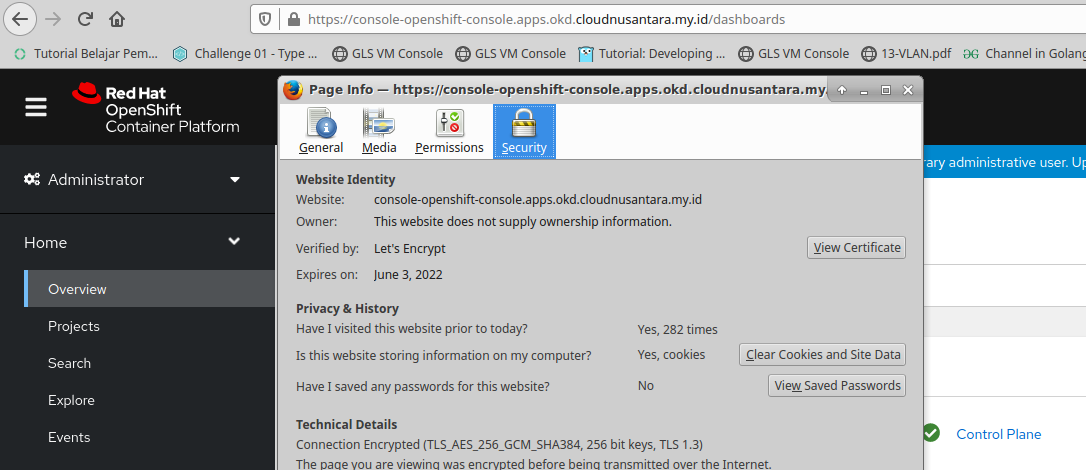 https://console-openshift-console.apps.okd.cloudnusantara.my.id/dashboards
Tutorial Belajar Pem... Challenge 01 - Type ... GLS VM Console GLS VM Console Tutorial: Developing ... GLS VM Console 13-VLAN.pdf Channel in Golang
Red Hat
OpenShift
Container Platform
Page Info — https://console-openshift-console.apps.okd.cloudnusantara.my.
General Media Permissions Security
Administrator
Home
Overview
Projects
Search
Explore
Events
Website Identity
Website: console-openshift-console.apps.okd.cloudnusantara.my.id
Owner: This website does not supply ownership information.
Verified by: Let's Encrypt View Certificate
Expires on: June 3, 2022
Privacy & History
Have I visited this website prior to today? Yes, 282 times
Is this website storing information on my computer? Yes, cookies Clear Cookies and Site Data
Have I saved any passwords for this website? No View Saved Passwords
Technical Details
Connection Encrypted (TLS_AES_256_GCM_SHA384, 256 bit keys, TLS 1.3)
The page you are viewing was encrypted before being transmitted over the Internet.
administrative user.
Control Plane